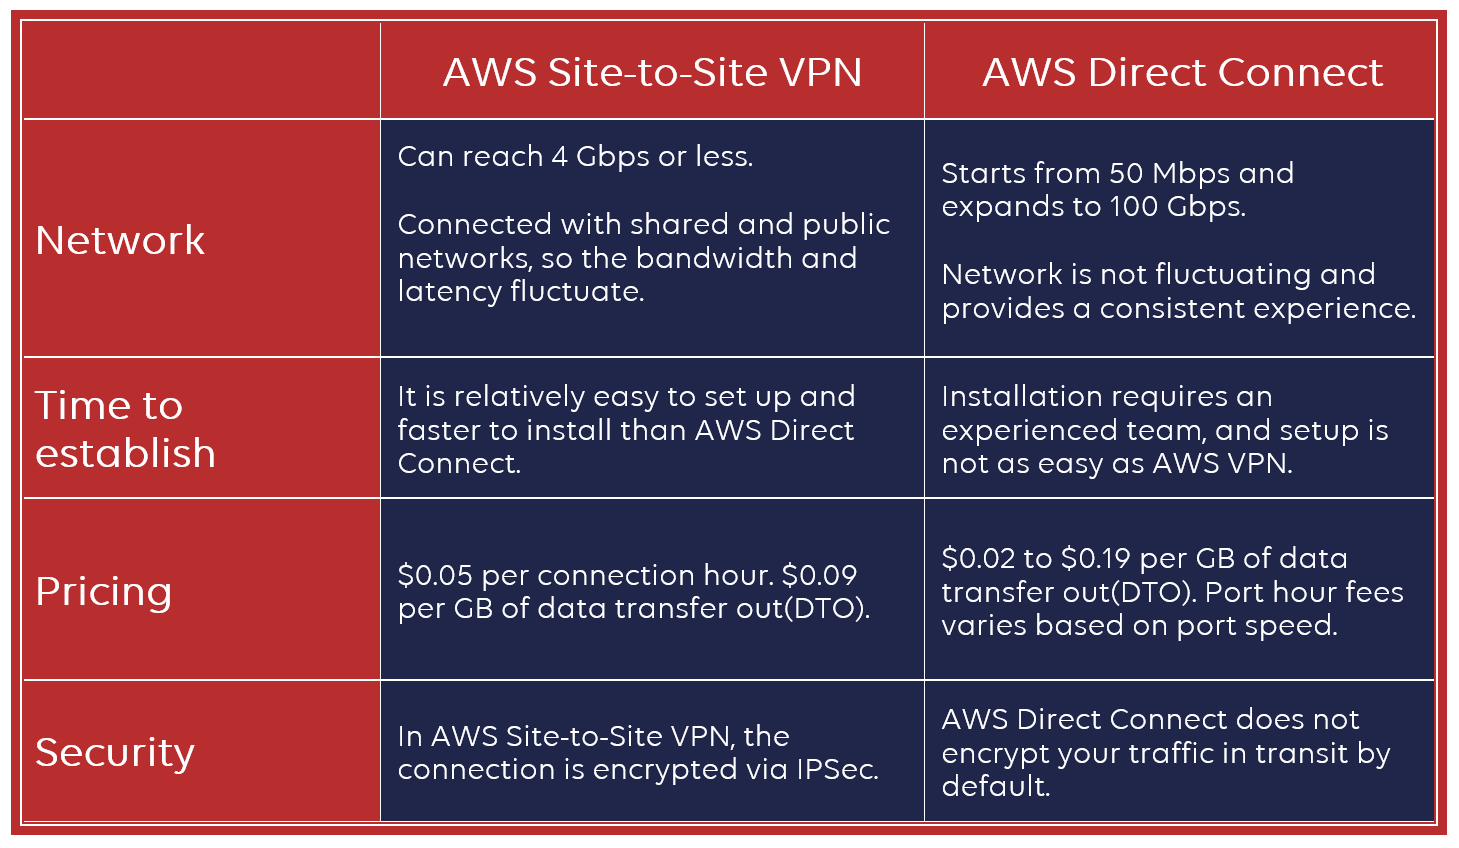 AWS Site-to-Site VPN
AWS Direct Connect
Network
Can reach 4 Gbps or less.
Connected with shared and public
networks, so the bandwidth and
latency fluctuate.
Starts from 50 Mbps and
expands to 100 Gbps.
Network is not fluctuating and
provides a consistent experience.
Time to
establish
It is relatively easy to set up and
faster to install than AWS Direct
Connect.
Installation requires an
experienced team, and setup is
not as easy as AWS VPN.
Pricing
$0.05 per connection hour. $0.09
per GB of data transfer out(DTO).
$0.02 to $0.19 per GB of data
transfer out(DTO). Port hour fees
varies based on port speed.
Security
In AWS Site-to-Site VPN, the
connection is encrypted via IPSec.
AWS Direct Connect does not
encrypt your traffic in transit by
default.